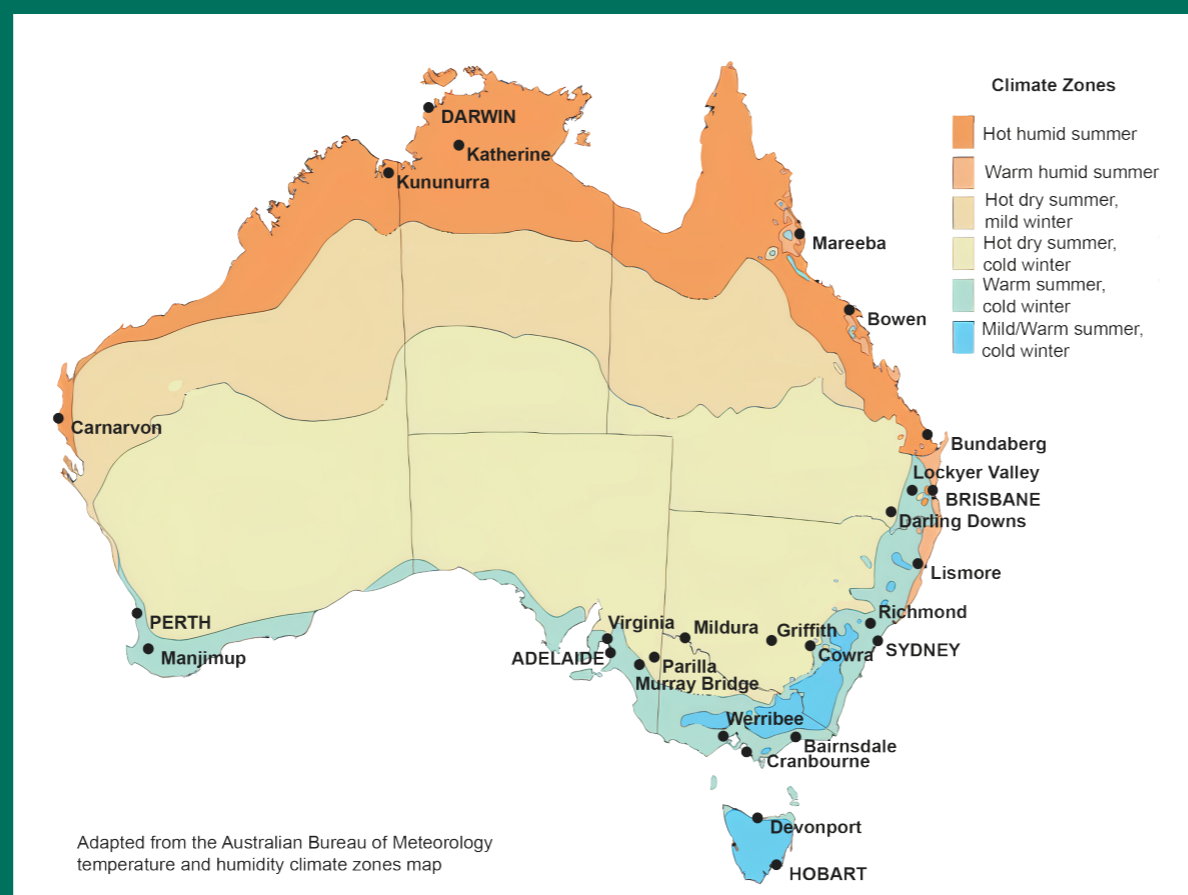 Climate Zones
Hot humid summer
Warm humid summer
Hot dry summer,
mild winter
Hot dry summer,
cold winter
Warm summer,
cold winter
Mild/Warm summer,
cold winter
DARWIN
Katherine
Kununurra
Mareeba
Bowen
Carnarvon
Bundaberg
Lockyer Valley
BRISBANE
Darling Downs
Lismore
Richmond
PERTH
Virginia
Mildura
Griffith
SYDNEY
Manjimup
ADELAIDE
Parilla
Cowra
Murray Bridge
Werribee
Bairnsdale
Cranbourne
Devonport
HOBART
Adapted from the Australian Bureau of Meteorology
temperature and humidity climate zones map